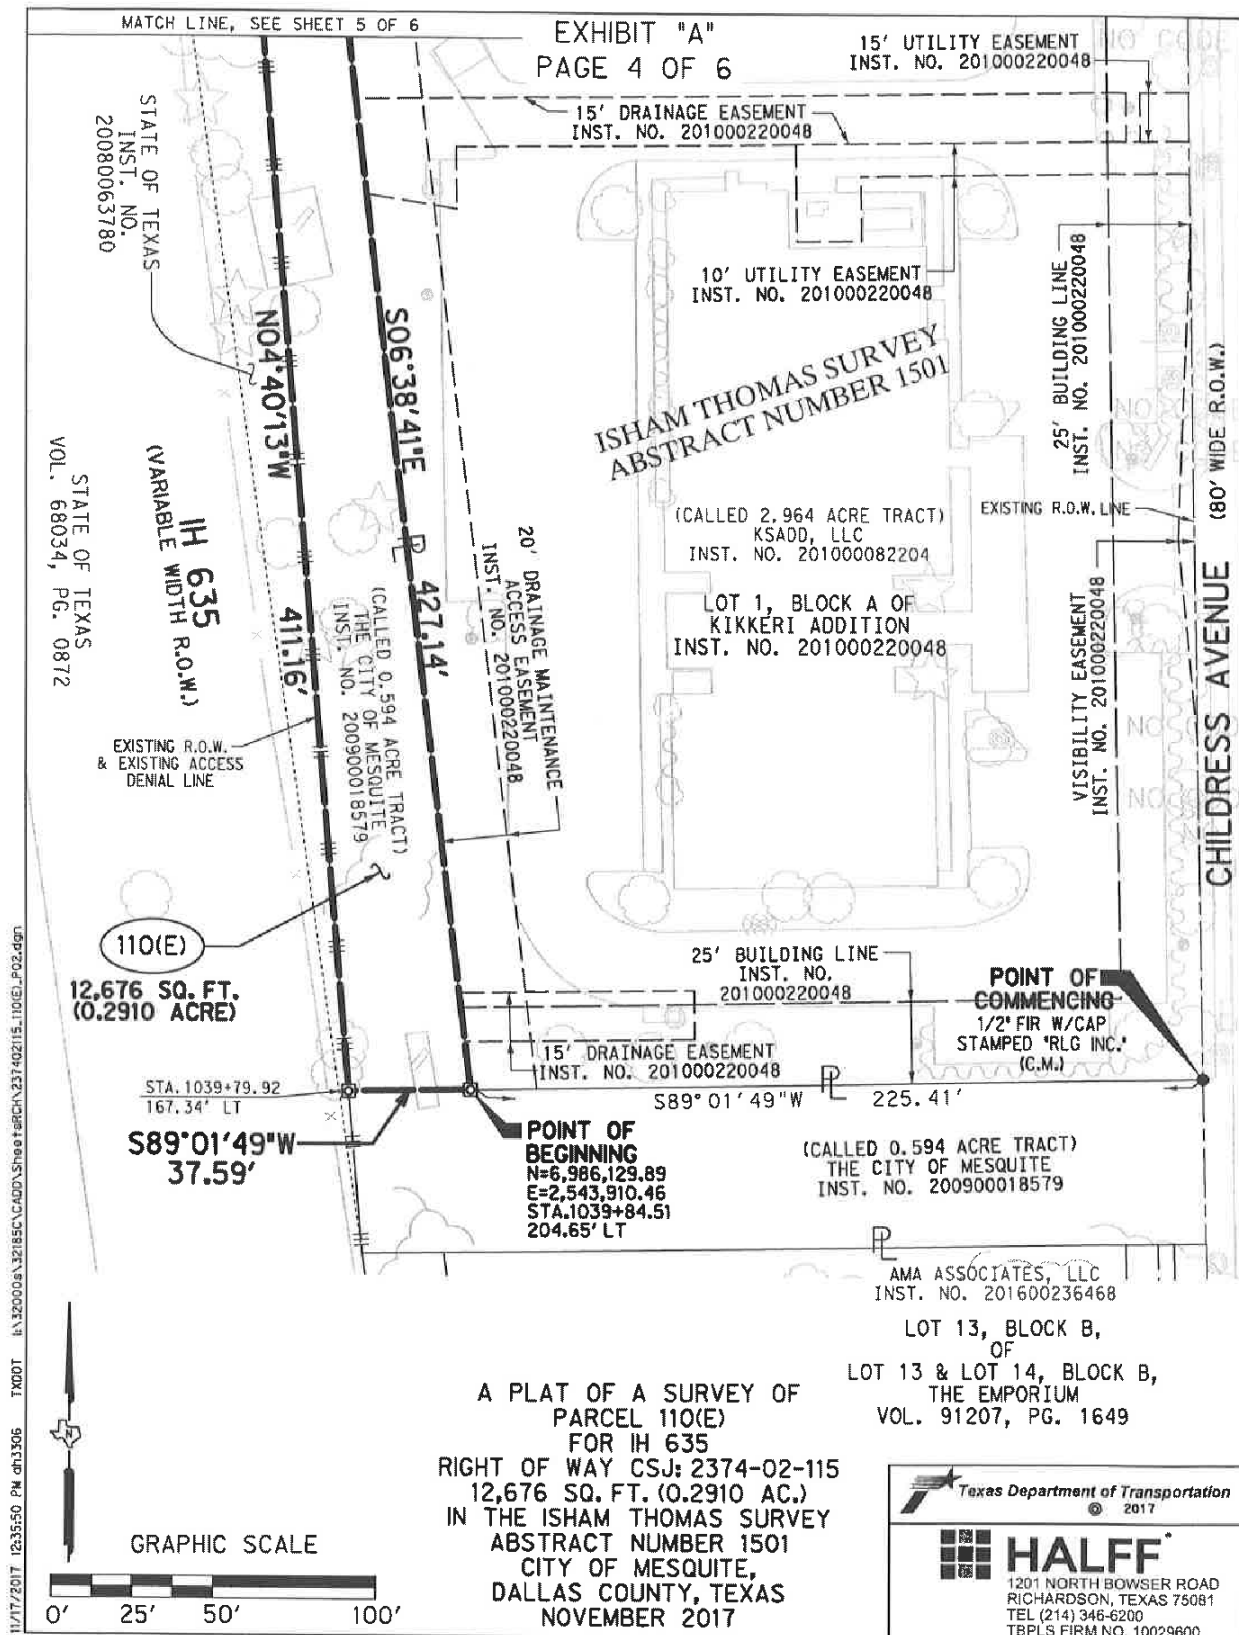 MATCH LINE, SEE SHEET 5 OF 6
EXHIBIT "A"
PAGE 4 OF 6
15' UTILITY EASEMENT
INST. NO. 201000220048
15' DRAINAGE EASEMENT
INST. NO. 201000220048
STATE OF TEXAS
INST. NO.
20080063780
10' UTILITY EASEMENT
INST. NO. 201000220048
25' BUILDING LINE
INST. NO. 201000220048
(80' WIDE R.O.W.)
CHILDRESS AVENUE
N04°40'13"W
411.16'
S06°38'41"E
427.14'
PL
ISHAM THOMAS SURVEY
ABSTRACT NUMBER 1501
STATE OF TEXAS
VOL. 68034, PG. 0872
IH 635
(VARIABLE WIDTH R.O.W.)
(CALLED 2.964 ACRE TRACT)
KSADD, LLC
INST. NO. 201000082204
EXISTING R.O.W. LINE
LOT 1, BLOCK A OF
KIKKERI ADDITION
INST. NO. 201000220048
20' DRAINAGE MAINTENANCE
ACCESS EASEMENT
INST. NO. 201000220048
(CALLED 0.594 ACRE TRACT)
THE CITY OF MESQUITE
INST. NO. 200900018579
VISIBILITY EASEMENT
INST. NO. 201000220048
EXISTING R.O.W.
& EXISTING ACCESS
DENIAL LINE
110(E)
12,676 SQ. FT.
(0.2910 ACRE)
25' BUILDING LINE
INST. NO.
201000220048
POINT OF
COMMENCING
1/2" FIR W/CAP
STAMPED "RLG INC."
(C.M.)
15' DRAINAGE EASEMENT
INST. NO. 201000220048
STA. 1039+79.92
167.34' LT
S89°01'49"W
37.59'
S89°01'49"W
PL
225.41'
POINT OF
BEGINNING
N=6,986,129.89
E=2,543,910.46
STA.1039+84.51
204.65' LT
(CALLED 0.594 ACRE TRACT)
THE CITY OF MESQUITE
INST. NO. 200900018579
PL
AMA ASSOCIATES, LLC
INST. NO. 201600236468
LOT 13, BLOCK B,
OF
LOT 13 & LOT 14, BLOCK B,
THE EMPORIUM
VOL. 91207, PG. 1649
A PLAT OF A SURVEY OF
PARCEL 110(E)
FOR IH 635
RIGHT OF WAY CSJ: 2374-02-115
12,676 SQ. FT. (0.2910 AC.)
IN THE ISHAM THOMAS SURVEY
ABSTRACT NUMBER 1501
CITY OF MESQUITE,
DALLAS COUNTY, TEXAS
NOVEMBER 2017
GRAPHIC SCALE
0' 25' 50' 100'
Texas Department of Transportation
© 2017
HALFF
1201 NORTH BOWSER ROAD
RICHARDSON, TEXAS 75081
TEL (214) 346-6200
TBPLS FIRM NO. 10029600
11/17/2017 12:35:50 PM ah3306 TXDOT